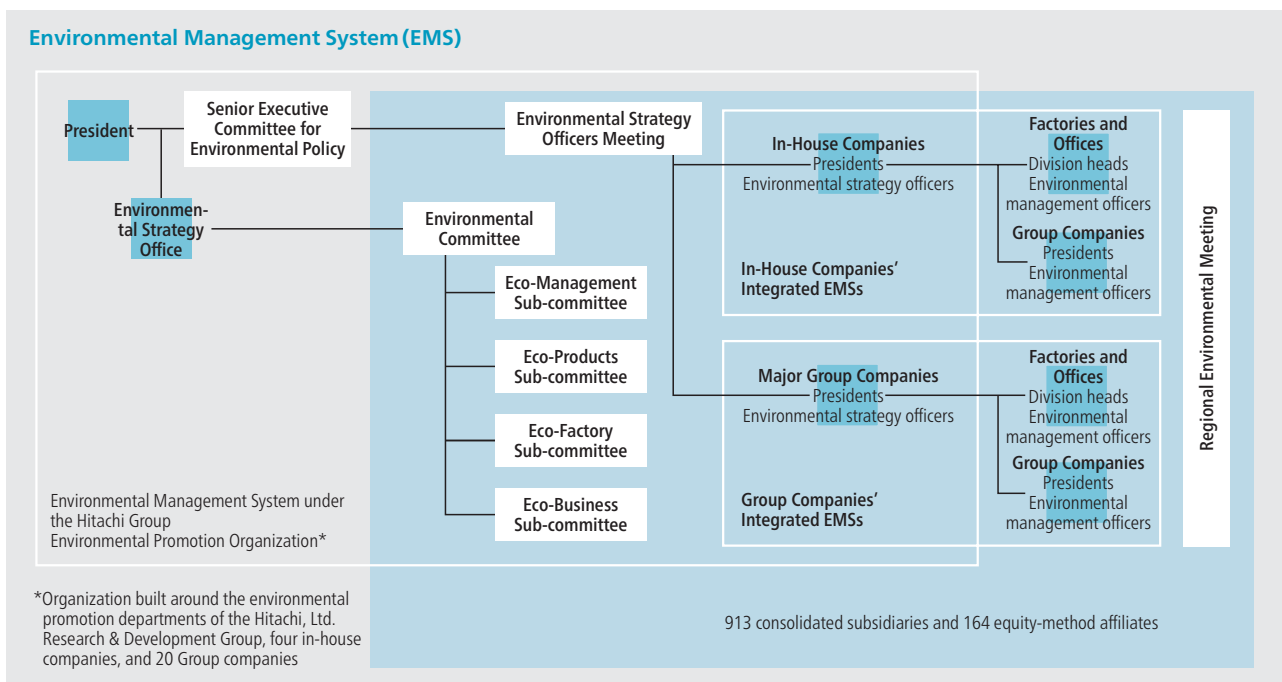 Environmental Management System (EMS)
President
Senior Executive
Committee for
Environmental Policy
Environmental Strategy
Officers Meeting
Environmen-
tal Strategy
Office
Environmental
Committee
Eco-Management
Sub-committee
Eco-Products
Sub-committee
Eco-Factory
Sub-committee
Eco-Business
Sub-committee
In-House Companies
Presidents
Environmental strategy officers
Factories and
Offices
Division heads
Environmental
management officers
Group Companies
Presidents
Environmental
management officers
In-House Companies’
Integrated EMSs
Major Group Companies
Presidents
Environmental strategy officers
Factories and
Offices
Division heads
Environmental
management officers
Group Companies
Presidents
Environmental
management officers
Group Companies’
Integrated EMSs
Regional Environmental Meeting
Environmental Management System under
the Hitachi Group
Environmental Promotion Organization*
*Organization built around the environmental
promotion departments of the Hitachi, Ltd.
Research & Development Group, four in-house
companies, and 20 Group companies
913 consolidated subsidiaries and 164 equity-method affiliates